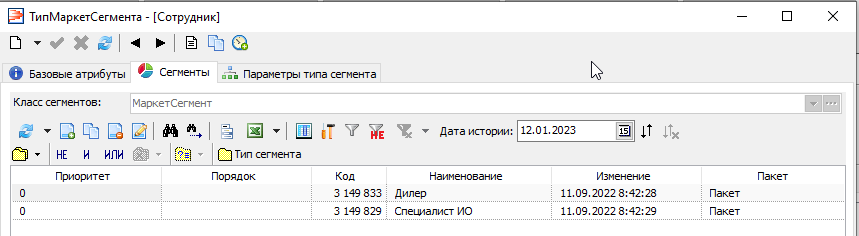 ТипМаркетСегмента - [Сотрудник]
Базовые атрибуты Сегменты Параметры типа сегмента
Класс сегментов: МаркетСегмент
НЕ Дата истории: 12.01.2023 15
НЕ И ИЛИ Тип сегмента
Приоритет Порядок Код Наименование Изменение Пакет
0 3 149 833 Дилер 11.09.2022 8:42:28 Пакет
0 3 149 829 Специалист ИО 11.09.2022 8:42:29 Пакет